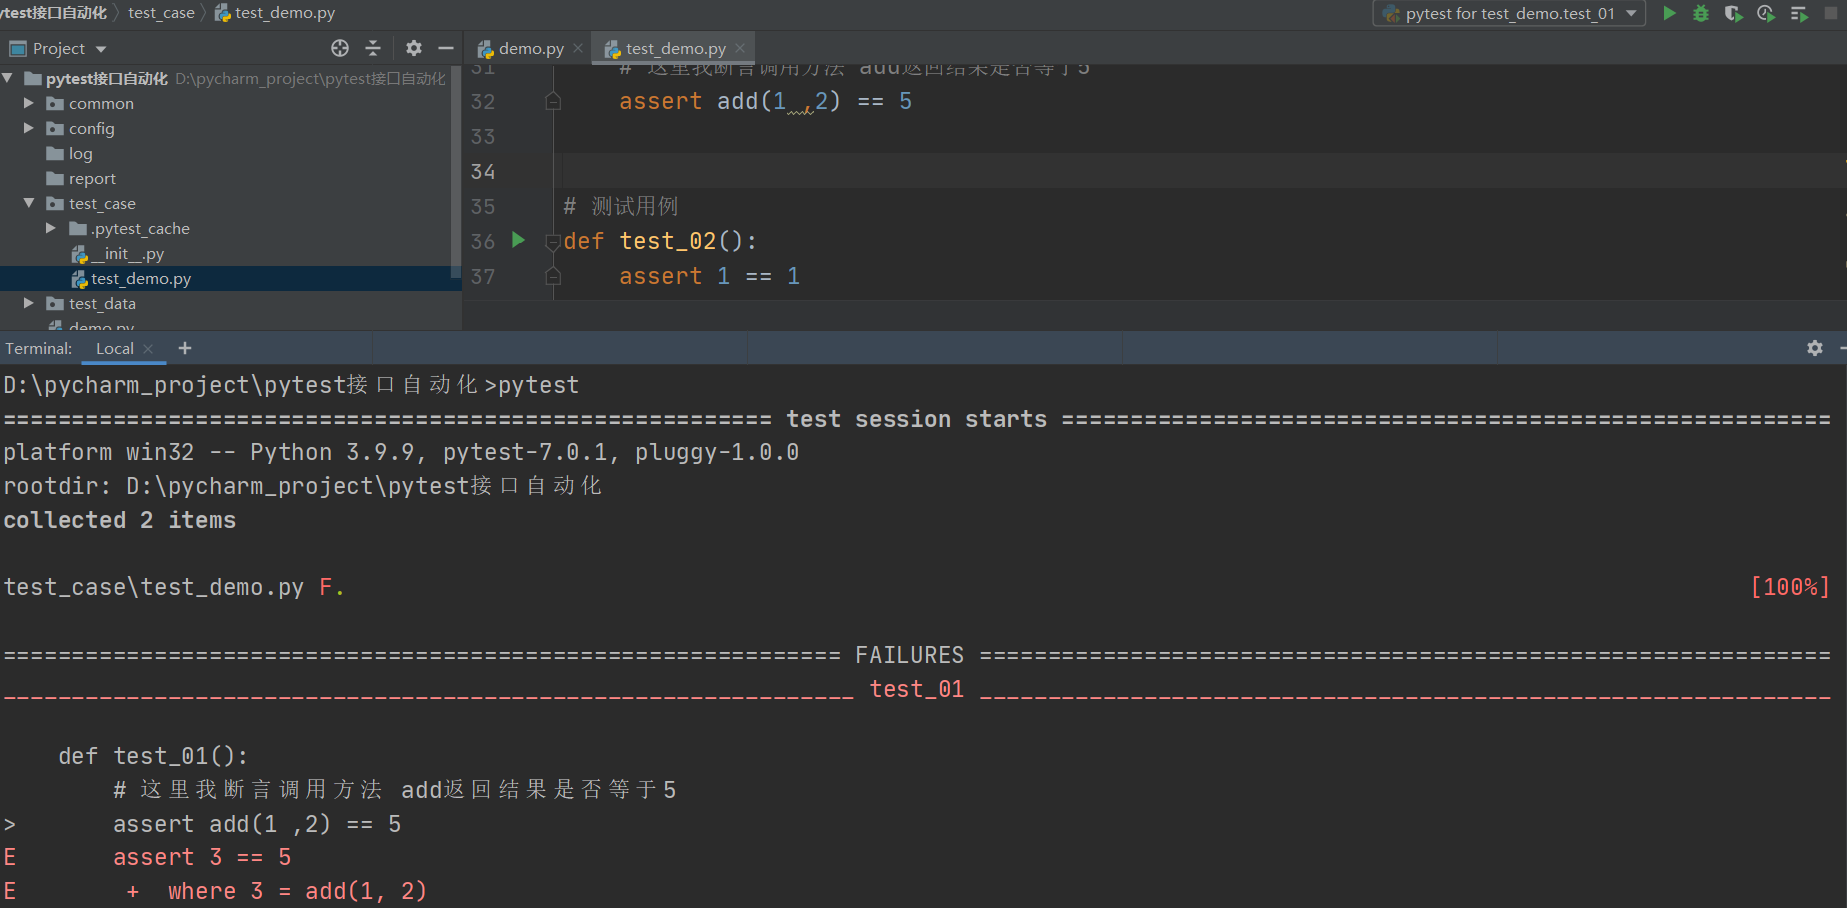 ytest接口自动化 test_case test_demo.py pytest for test_demo.test_01
Project demo.py test_demo.py
pytest接口自动化 D:\pycharm_project\pytest接口自动化
common
config
log
report
test_case
.pytest_cache
__init__.py
test_demo.py
test_data
demo.py
31 # 这里我断言调用方法 add返回结果是否等于5
32 assert add(1 ,2) == 5
33
34
35 # 测试用例
36 def test_02():
37 assert 1 == 1
Terminal: Local +
D:\pycharm_project\pytest接口自动化>pytest
======================================================== test session starts ========================================================
platform win32 -- Python 3.9.9, pytest-7.0.1, pluggy-1.0.0
rootdir: D:\pycharm_project\pytest接口自动化
collected 2 items
test_case\test_demo.py F. [100%]
============================================================= FAILURES ==============================================================
______________________________________________________________ test_01 ______________________________________________________________
def test_01():
# 这里我断言调用方法 add返回结果是否等于5
> assert add(1 ,2) == 5
E assert 3 == 5
E + where 3 = add(1, 2)